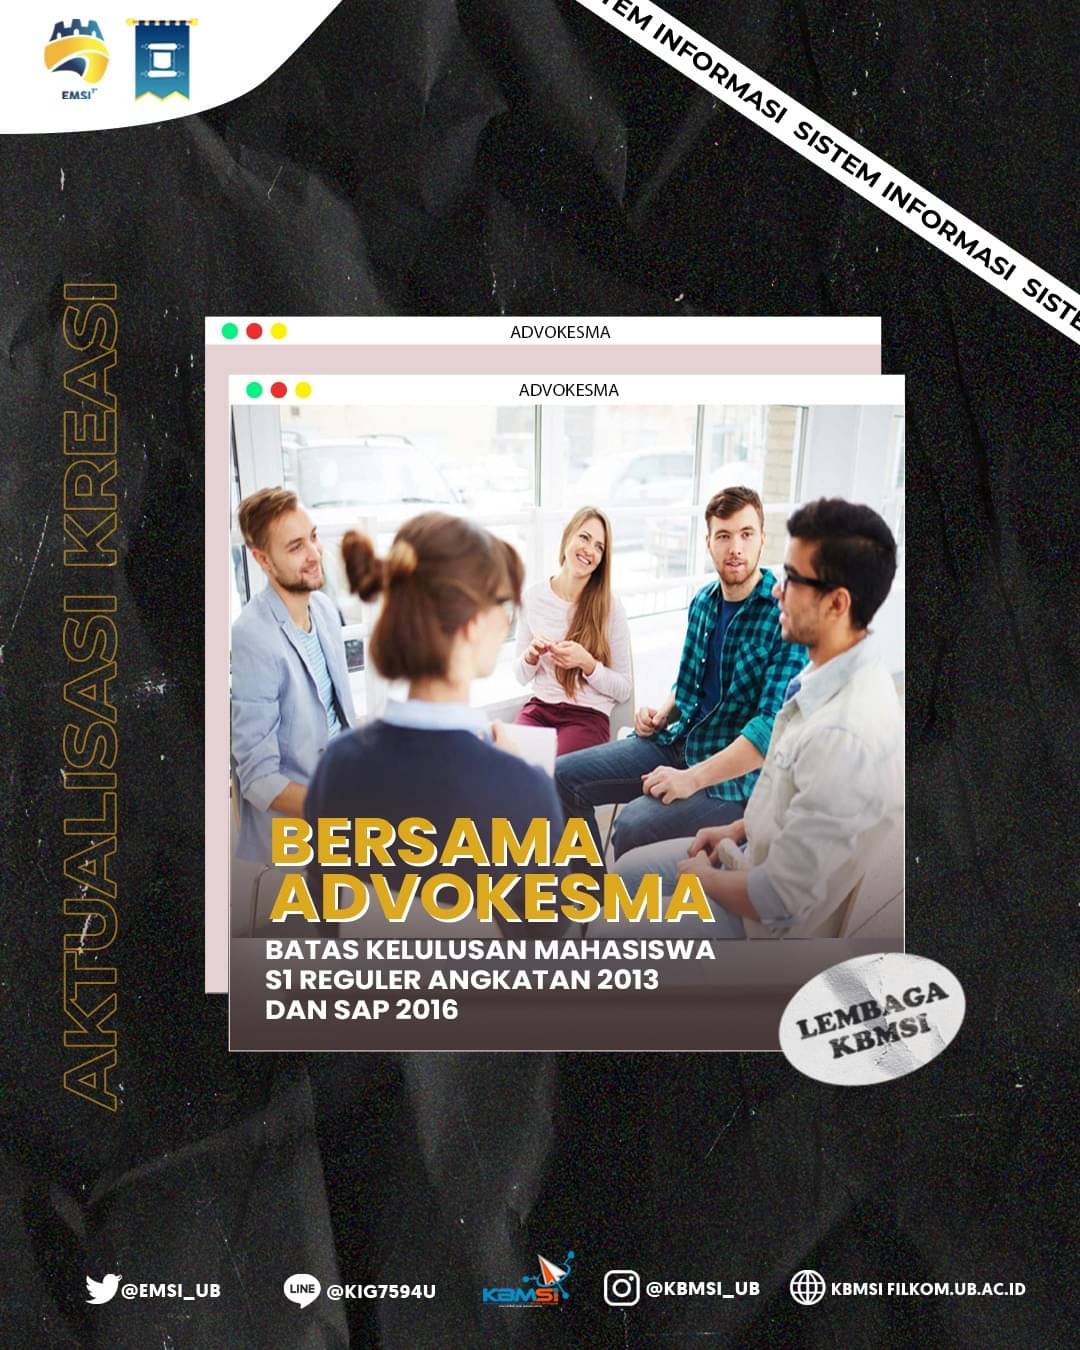 EMSI
TEM INFORMASI SISTEM INFORMASI SISTE
AKTUALISASI KREASI
ADVOKESMA
ADVOKESMA
BERSAMA
ADVOKESMA
BATAS KELULUSAN MAHASISWA
S1 REGULER ANGKATAN 2013
DAN SAP 2016
LEMBAGA
KBMSI
@EMSI_UB
LINE
@KIG7594U
KBMSI
@KBMSI_UB
KBMSI FILKOM.UB.AC.ID